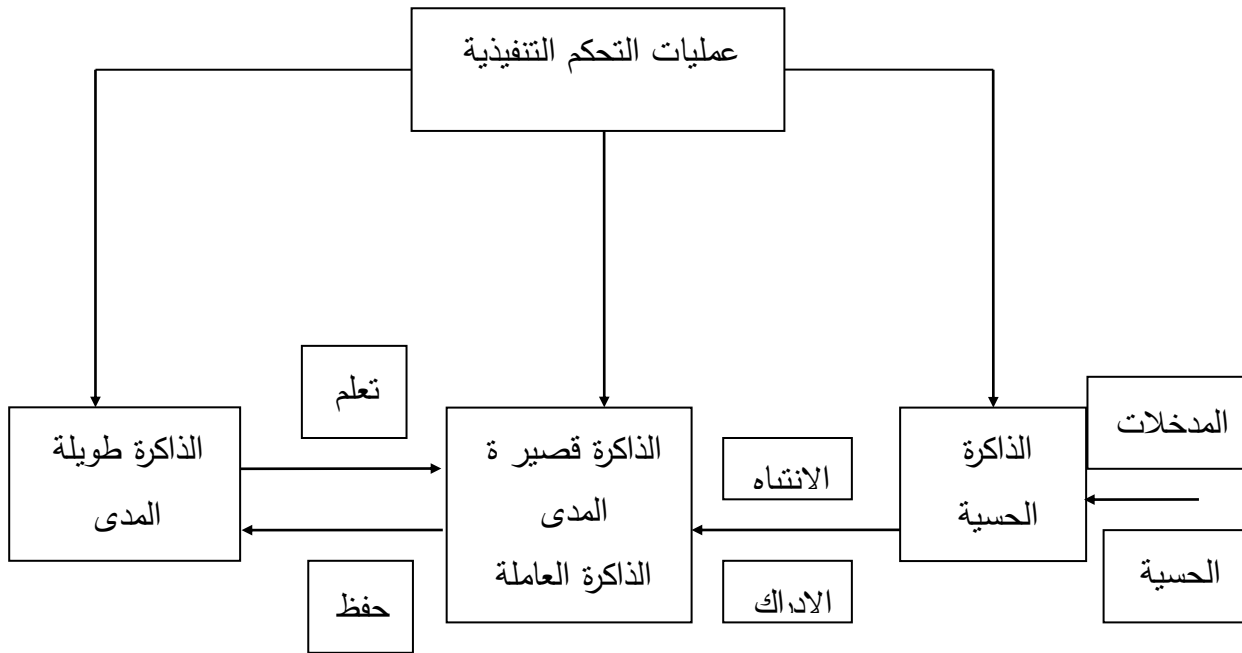 عمليات التحكم التنفيذية
المدخلات
الحسية
الذاكرة
الحسية
الانتباه
الادراك
الذاكرة قصير ة
المدى
الذاكرة العاملة
تعلم
حفظ
الذاكرة طويلة
المدى